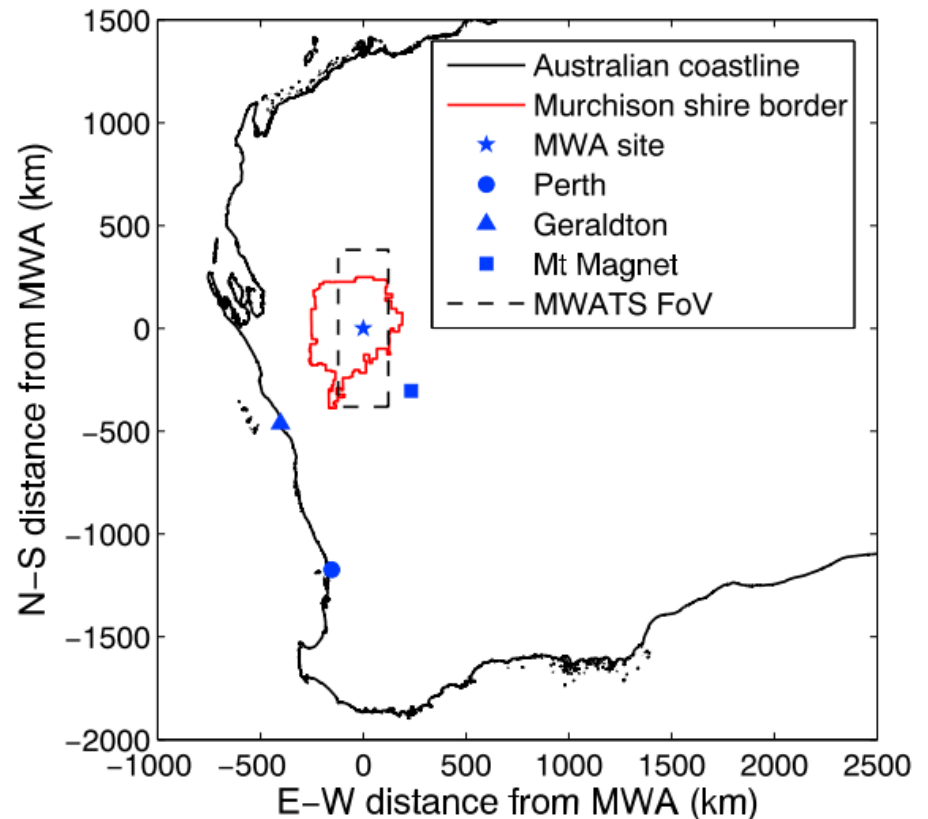 1500
1000
500
0
−500
−1000
−1500
−2000
N−S distance from MWA (km)
Australian coastline
Murchison shire border
MWA site
Perth
Geraldton
Mt Magnet
MWATS FoV
−1000 −500 0 500 1000 1500 2000 2500
E−W distance from MWA (km)